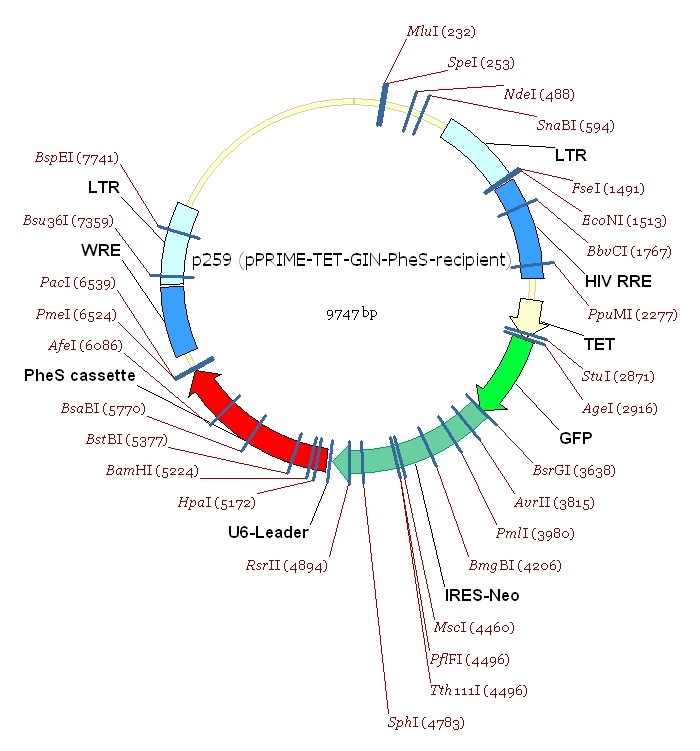 MluI (232)
SpeI (253)
NdeI (488)
SnaBI (594)
LTR
FseI (1491)
EcoNI (1513)
BbvCI (1767)
HIV RRE
PpuMI (2277)
TET
StuI (2871)
AgeI (2916)
GFP
BsrGI (3638)
AvrII (3815)
PmlI (3980)
BmgBI (4206)
IRES-Neo
MscI (4460)
PflFI (4496)
Tth111I (4496)
SphI (4783)
RsrII (4894)
U6-Leader
HpaI (5172)
BamHI (5224)
BstBI (5377)
BsaBI (5770)
PheS cassette
AfeI (6086)
PmeI (6524)
PacI (6539)
WRE
Bsu36I (7359)
LTR
BspEI (7741)
p259 (pPRIME-TET-GIN-PheS-recipient)
9747 bp